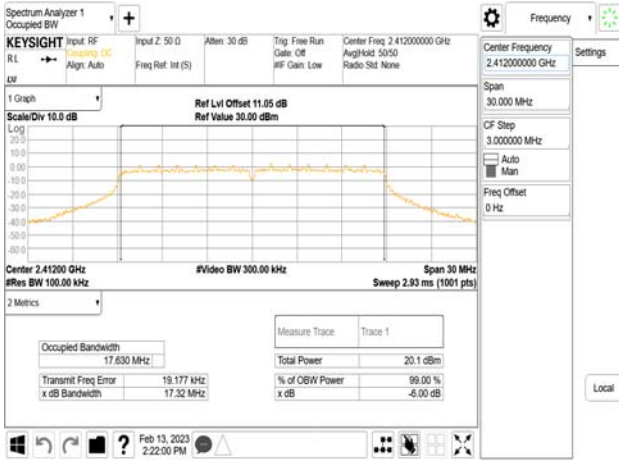 Spectrum Analyzer 1
Occupied BW
Frequency
KEYSIGHT
RL
Input: RF
Coupling: DC
Align: Auto
Input Z: 50 Ω
Freq Ref: Int (S)
Atten: 30 dB
Trig: Free Run
Gate: Off
#IF Gain: Low
Center Freq: 2.412000000 GHz
Avg|Hold: 50/50
Radio Std: None
Center Frequency
2.412000000 GHz
Settings
Span
30.000 MHz
CF Step
3.000000 MHz
Auto
Man
Freq Offset
0 Hz
Local
1 Graph
Scale/Div 10.0 dB
Ref Lvl Offset 11.05 dB
Ref Value 30.00 dBm
Log
20.0
10.0
0.00
-10.0
-20.0
-30.0
-40.0
-50.0
-60.0
Center 2.41200 GHz
#Video BW 300.00 kHz
Span 30 MHz
#Res BW 100.00 kHz
Sweep 2.93 ms (1001 pts)
2 Metrics
Measure Trace
Trace 1
Occupied Bandwidth
17.630 MHz
Total Power
20.1 dBm
Transmit Freq Error
19.177 kHz
% of OBW Power
99.00 %
x dB Bandwidth
17.32 MHz
x dB
-6.00 dB
Feb 13, 2023
2:22:00 PM